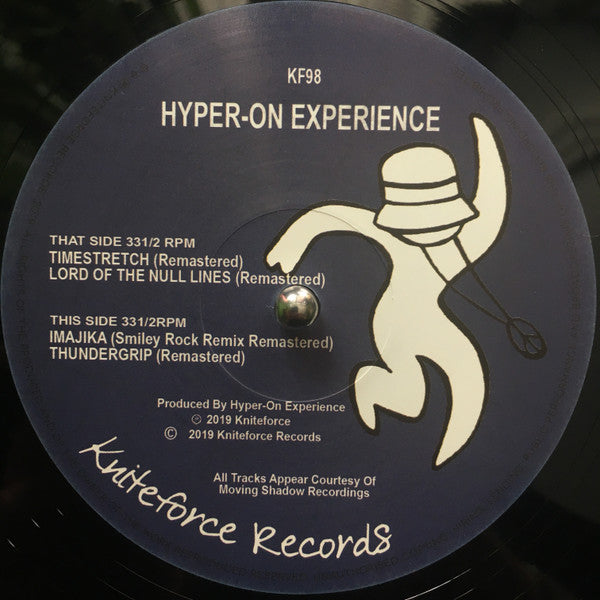 KF98
HYPER-ON EXPERIENCE
THAT SIDE 331/2 RPM
TIMESTRETCH (Remastered)
LORD OF THE NULL LINES (Remastered)
THIS SIDE 331/2RPM
IMAJIKA (Smiley Rock Remix Remastered)
THUNDERGRIP (Remastered)
Produced By Hyper-On Experience
℗ 2019 Kniteforce
© 2019 Kniteforce Records
All Tracks Appear Courtesy Of
Moving Shadow Recordings
Kniteforce Records